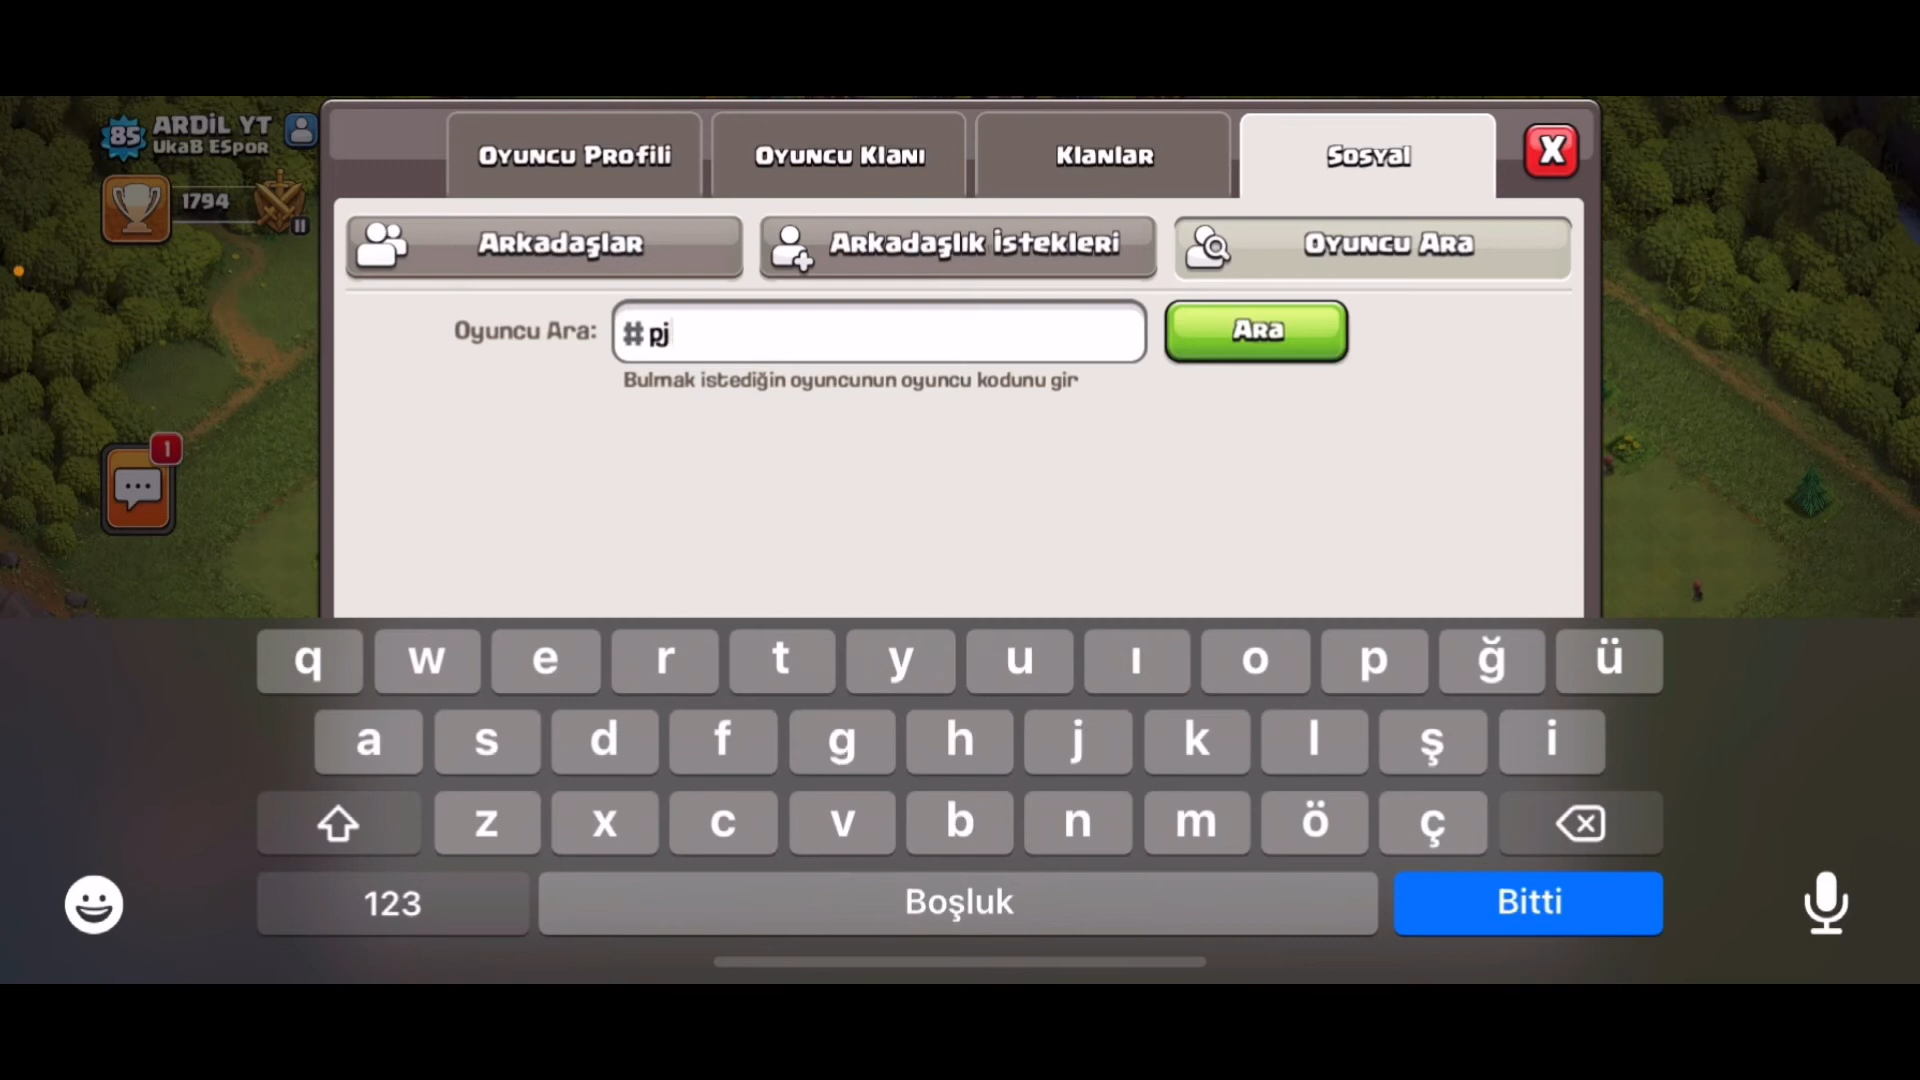 85 ARDİL YT
UkaB ESpor
1794
1
Oyuncu Profili
Oyuncu Klanı
Klanlar
Sosyal
X
Arkadaşlar
Arkadaşlık İstekleri
Oyuncu Ara
Oyuncu Ara:
#pj
Ara
Bulmak istediğin oyuncunun oyuncu kodunu gir
q w e r t y u ı o p ğ ü
a s d f g h j k l ş i
z x c v b n m ö ç
123
Boşluk
Bitti